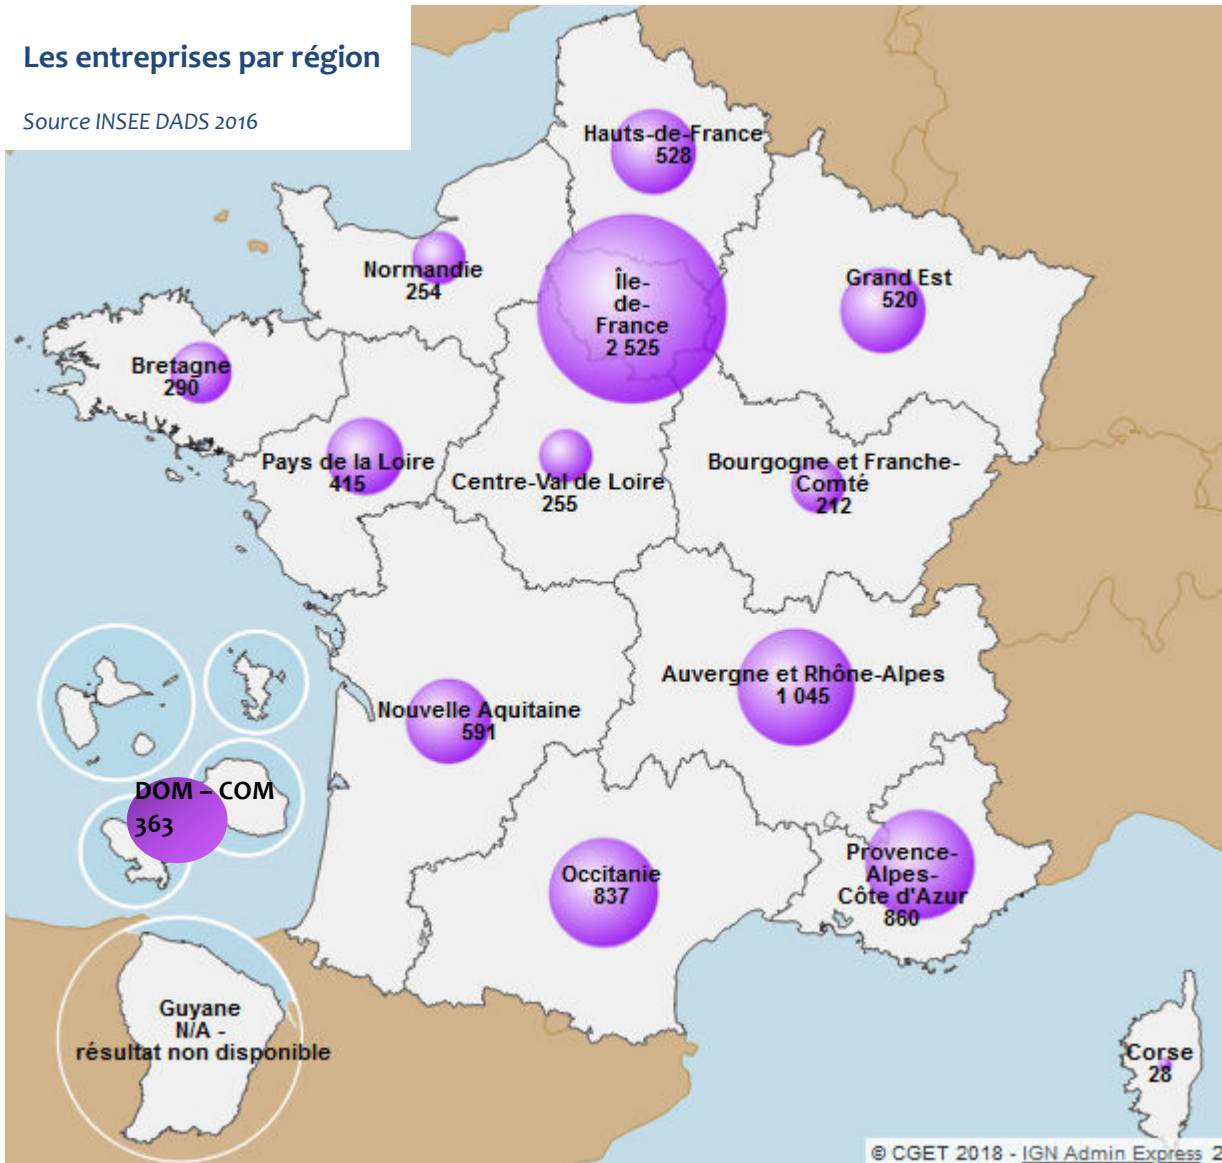 Les entreprises par région
Source INSEE DADS 2016
Hauts-de-France
528
Normandie
254
Île-
de-
France
2 525
Grand Est
520
Bretagne
290
Pays de la Loire
415
Centre-Val de Loire
255
Bourgogne et Franche-
Comté
212
Auvergne et Rhône-Alpes
1 045
Nouvelle Aquitaine
591
DOM – COM
363
Occitanie
837
Provence-
Alpes-
Côte d'Azur
860
Guyane
N/A -
résultat non disponible
Corse
28
© CGET 2018 - IGN Admin Express 2